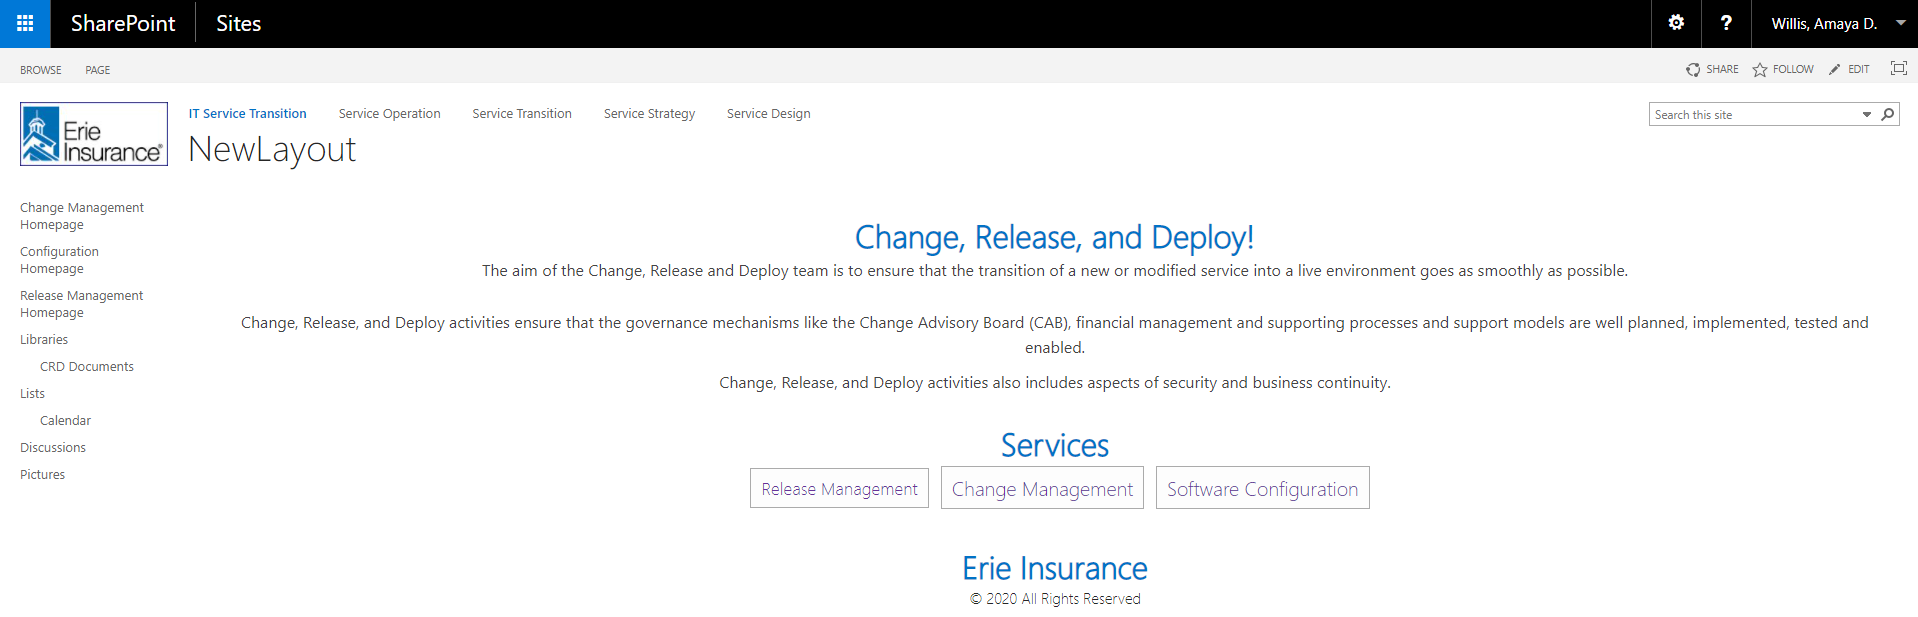 SharePoint Sites ? Willis, Amaya D.
BROWSE PAGE SHARE FOLLOW EDIT
Erie
Insurance®
IT Service Transition Service Operation Service Transition Service Strategy Service Design
Search this site
NewLayout
Change Management
Homepage
Configuration
Homepage
Release Management
Homepage
Libraries
CRD Documents
Lists
Calendar
Discussions
Pictures
Change, Release, and Deploy!
The aim of the Change, Release and Deploy team is to ensure that the transition of a new or modified service into a live environment goes as smoothly as possible.
Change, Release, and Deploy activities ensure that the governance mechanisms like the Change Advisory Board (CAB), financial management and supporting processes and support models are well planned, implemented, tested and
enabled.
Change, Release, and Deploy activities also includes aspects of security and business continuity.
Services
Release Management Change Management Software Configuration
Erie Insurance
© 2020 All Rights Reserved